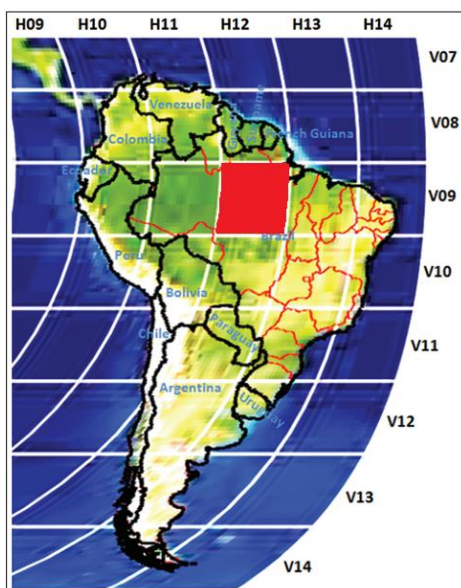 H09 H10 H11 H12 H13 H14
V07
Venezuela
V08
Colombia
French Guiana
Ecuador
V09
Brazil
Peru
V10
Bolivia
Chile
Paraguay
V11
Argentina
Uruguay
V12
V13
V14